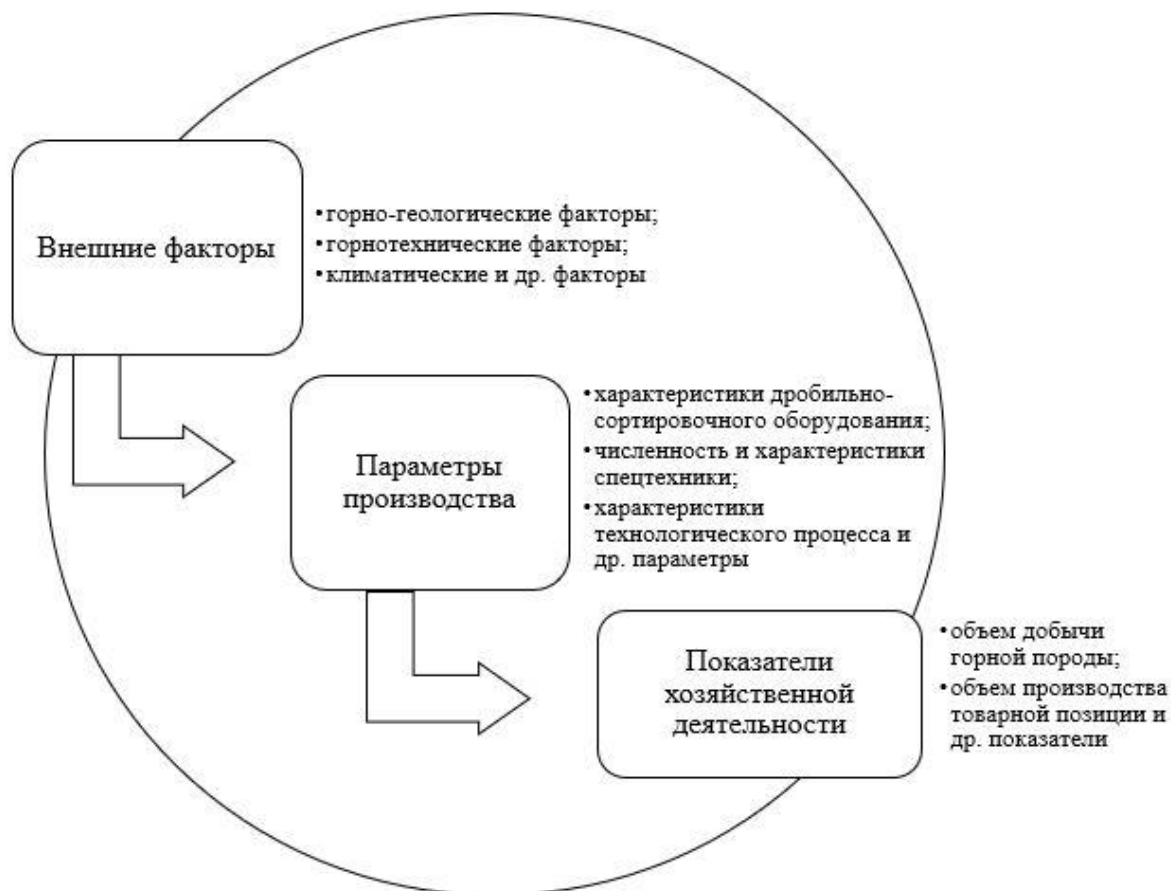 Внешние факторы
•горно-геологические факторы;
•горнотехнические факторы;
•климатические и др. факторы
Параметры
производства
•характеристики дробильно-
сортировочного оборудования;
•численность и характеристики
спецтехники;
•характеристики
технологического процесса и
др. параметры
Показатели
хозяйственной
деятельности
•объем добычи
горной породы;
•объем производства
товарной позиции и
др. показатели